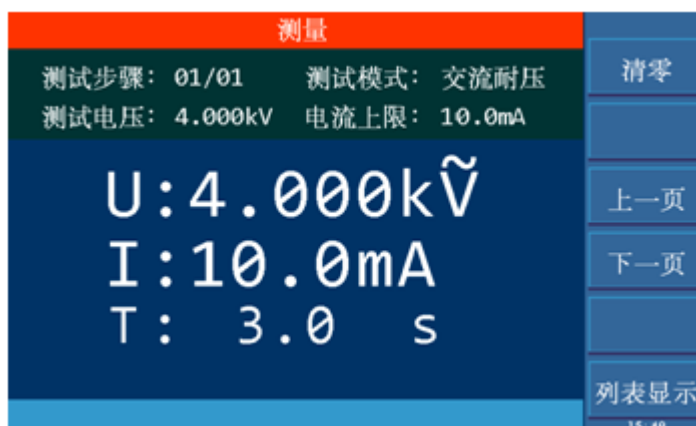 测量
测试步骤: 01/01 测试模式: 交流耐压
测试电压: 4.000kV 电流上限: 10.0mA
U:4.000kṼ
I:10.0mA
T: 3.0 s
清零
上一页
下一页
列表显示